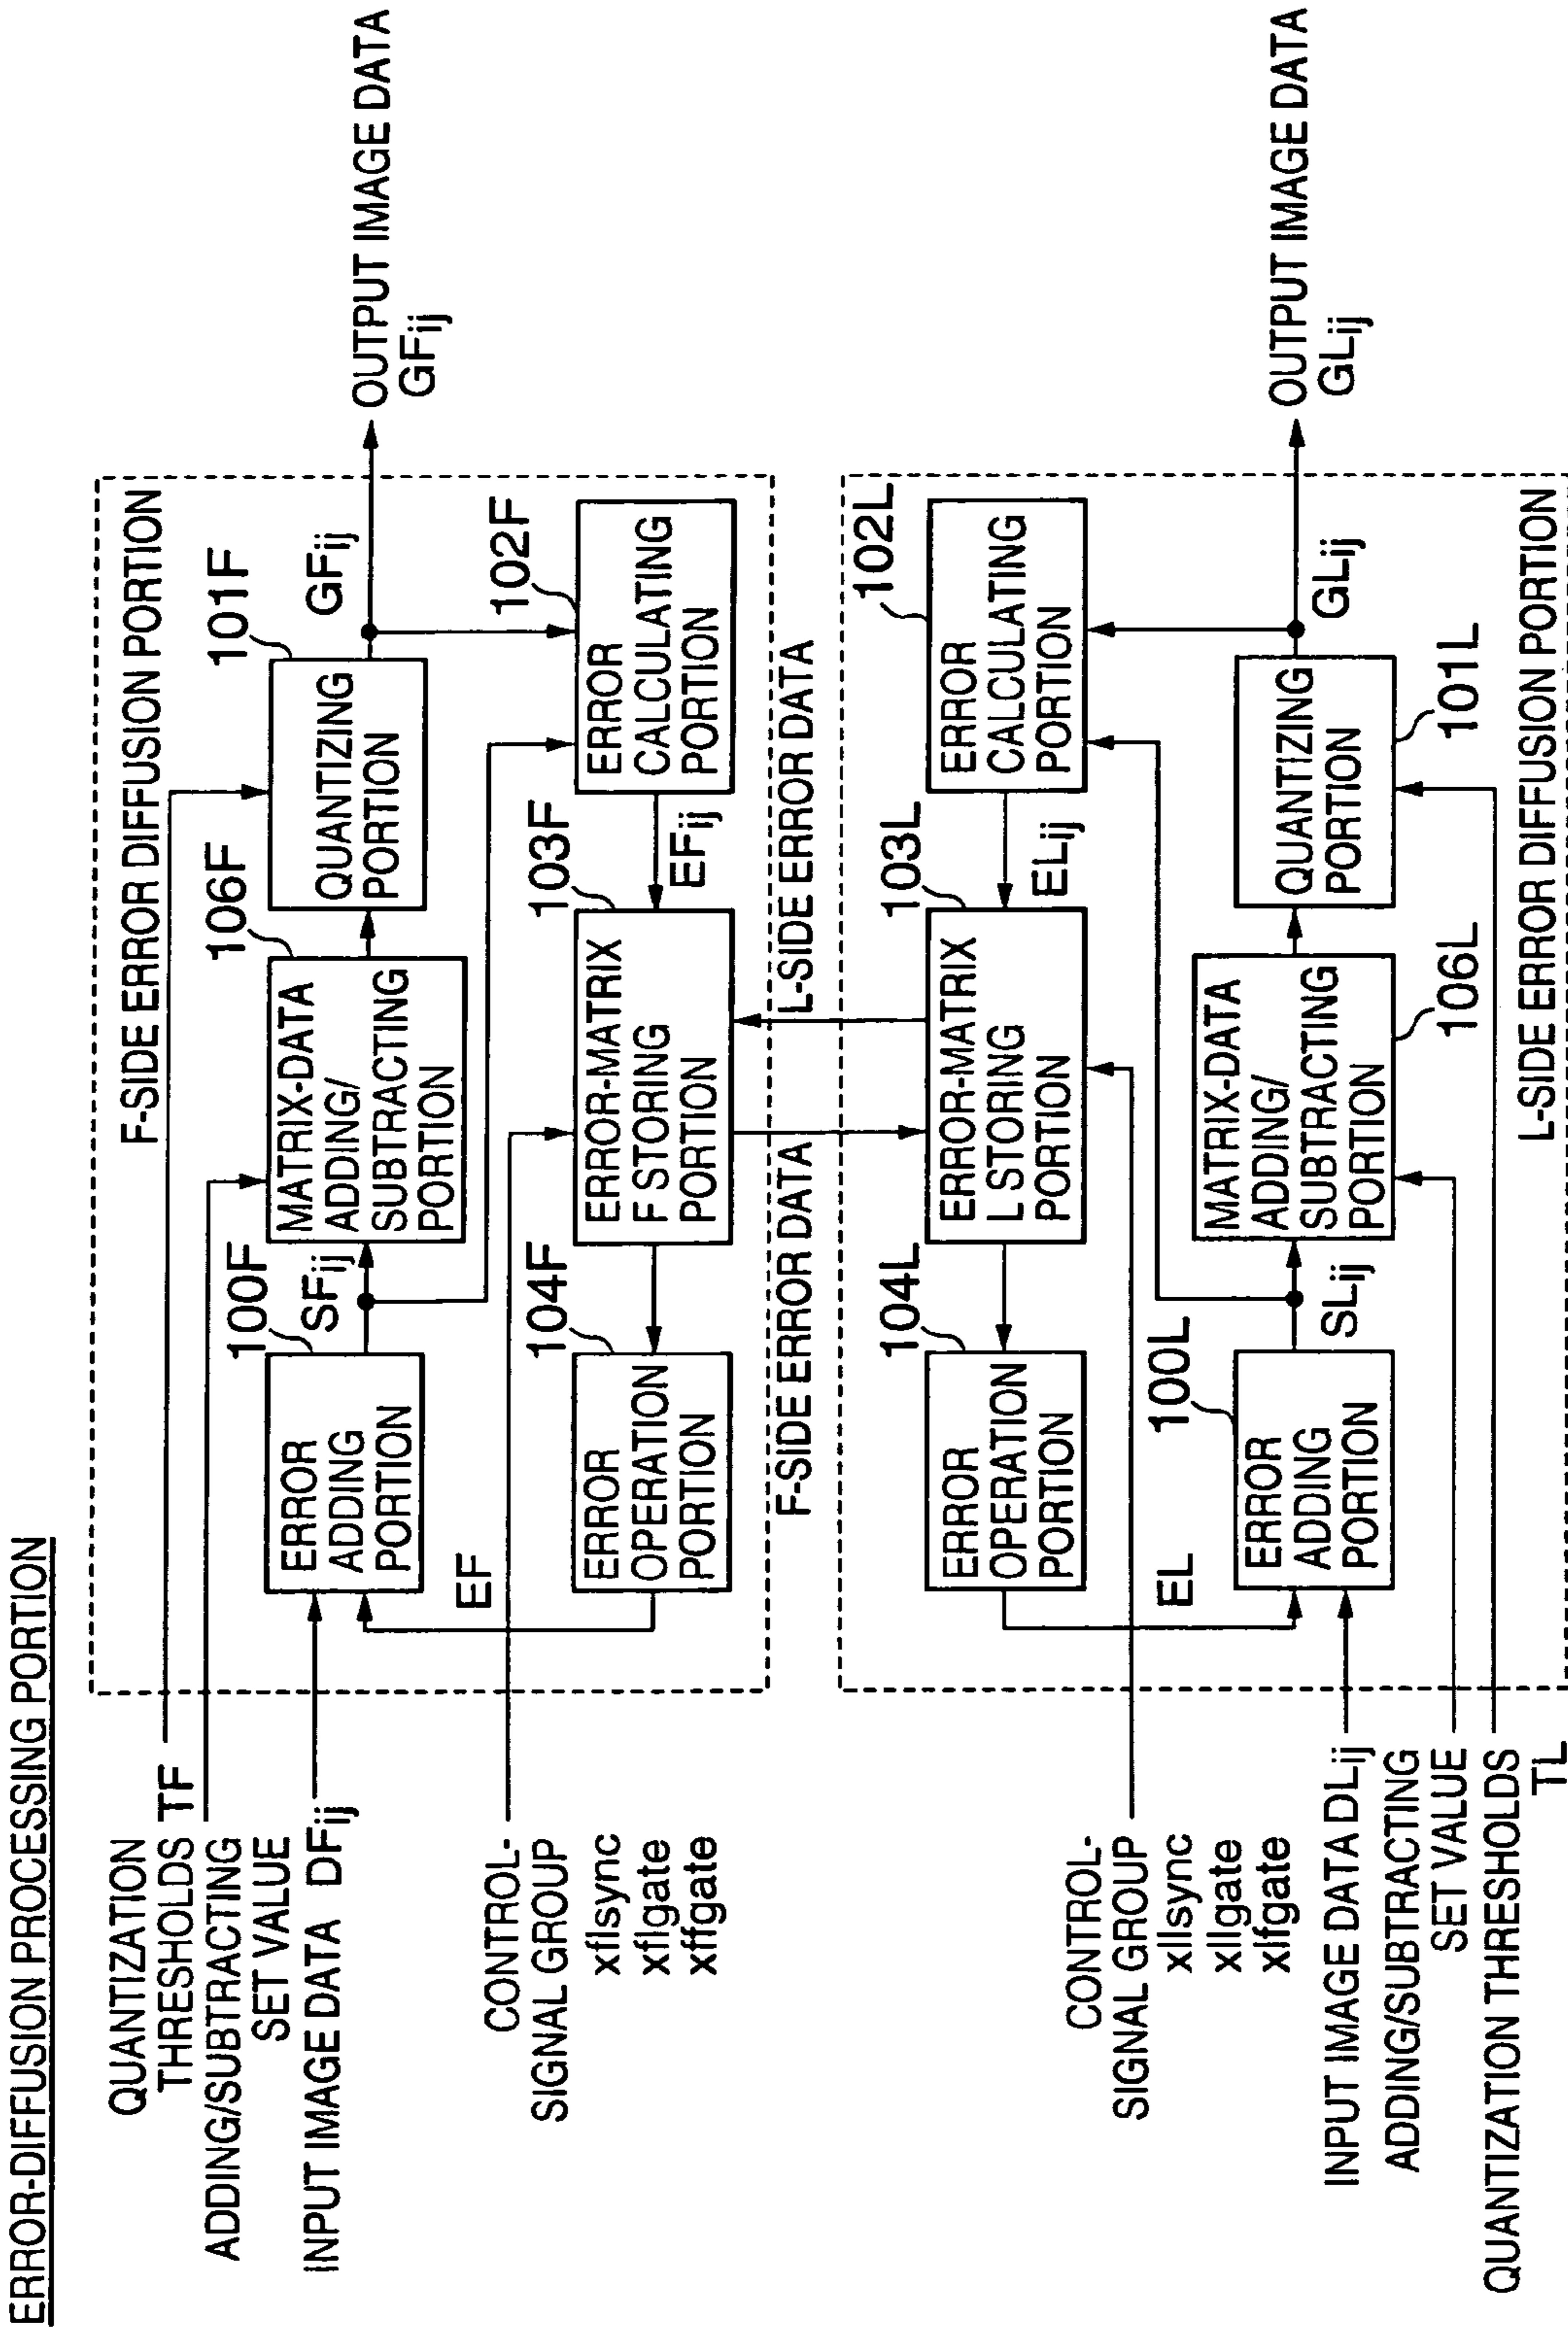 ERROR-DIFFUSION PROCESSING PORTION
QUANTIZATION
THRESHOLDS TF
ADDING/SUBTRACTING
SET VALUE
INPUT IMAGE DATA DFij
CONTROL-
SIGNAL GROUP
xflsync
xflgate
xffgate
F-SIDE ERROR DIFFUSION PORTION
100F
ERROR
ADDING
PORTION
SFij
106F
MATRIX-DATA
ADDING/
SUBTRACTING
PORTION
101F
QUANTIZING
PORTION
GFij
OUTPUT IMAGE DATA
GFij
EF
104F
ERROR
OPERATION
PORTION
103F
ERROR-MATRIX
F STORING
PORTION
EFij
102F
ERROR
CALCULATING
PORTION
F-SIDE ERROR DATA
L-SIDE ERROR DATA
CONTROL-
SIGNAL GROUP
xllsync
xllgate
xlfgate
INPUT IMAGE DATA DLij
ADDING/SUBTRACTING
SET VALUE
QUANTIZATION THRESHOLDS
TL
104L
ERROR
OPERATION
PORTION
103L
ERROR-MATRIX
L STORING
PORTION
ELij
102L
ERROR
CALCULATING
PORTION
EL
100L
ERROR
ADDING
PORTION
SLij
MATRIX-DATA
ADDING/
SUBTRACTING
PORTION
106L
QUANTIZING
PORTION
101L
GLij
OUTPUT IMAGE DATA
GLij
L-SIDE ERROR DIFFUSION PORTION